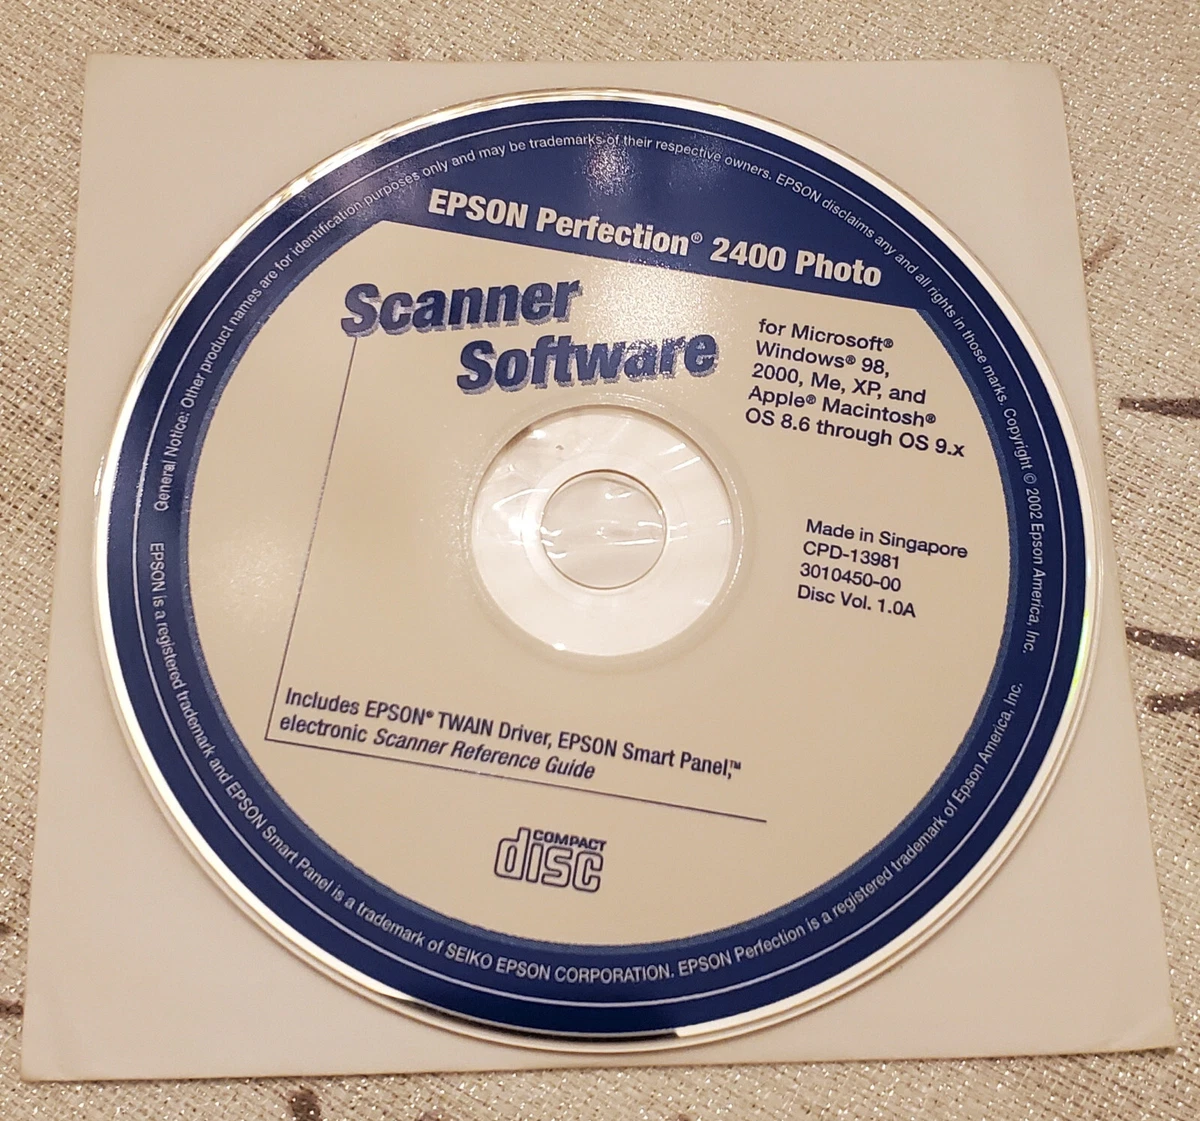 EPSON Perfection® 2400 Photo
Scanner
Software
for Microsoft®
Windows® 98,
2000, Me, XP, and
Apple® Macintosh®
OS 8.6 through OS 9.x
Made in Singapore
CPD-13981
3010450-00
Disc Vol. 1.0A
Includes EPSON® TWAIN Driver, EPSON Smart Panel,™
electronic Scanner Reference Guide
COMPACT
disc
General Notice: Other product names are for identification purposes only and may be trademarks of their respective owners. EPSON disclaims any and all rights in those marks. Copyright © 2002 Epson America, Inc.
EPSON is a registered trademark and EPSON Smart Panel is a trademark of SEIKO EPSON CORPORATION. EPSON Perfection is a registered trademark of Epson America, Inc.